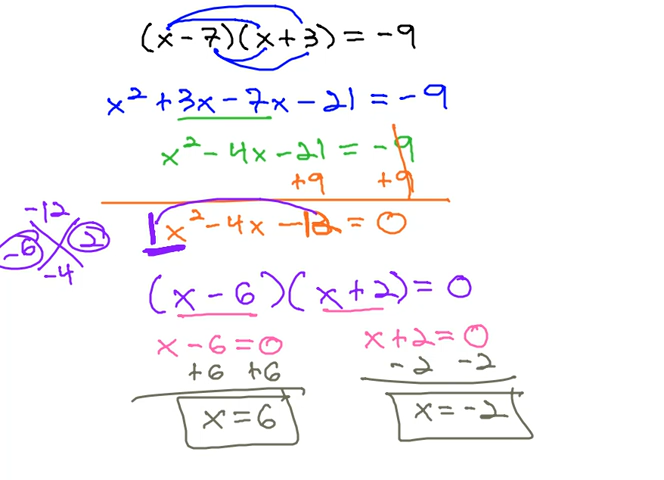 (x - 7)(x + 3) = -9
x² + 3x - 7x - 21 = -9
x² - 4x - 21 = -9
+9 +9
1x² - 4x - 12 = 0
-12
-6 2
-4
(x - 6)(x + 2) = 0
x - 6 = 0 x + 2 = 0
+6 +6 -2 -2
x = 6 x = -2